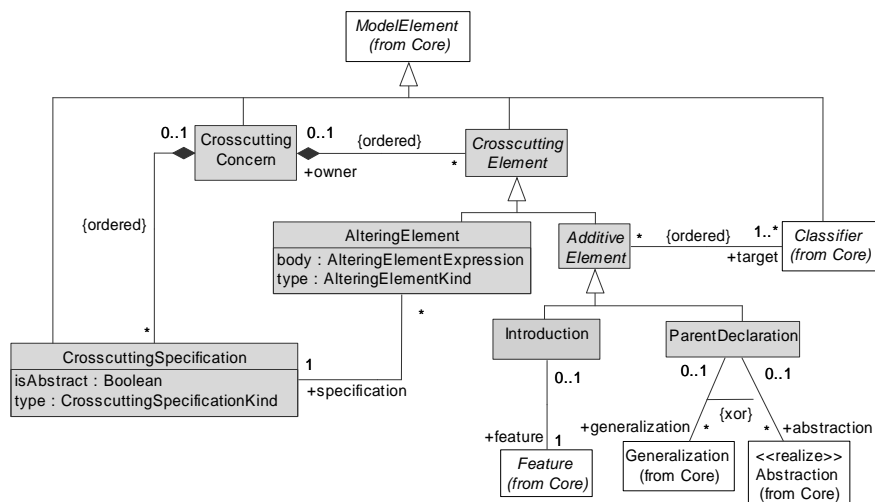 ModelElement
(from Core)
0..1
Crosscutting
Concern
0..1
+owner
{ordered}
*
Crosscutting
Element
{ordered}
AlteringElement
body : AlteringElementExpression
type : AlteringElementKind
Additive
Element
*
{ordered}
1..*
+target
Classifier
(from Core)
*
*
Introduction
ParentDeclaration
CrosscuttingSpecification
isAbstract : Boolean
type : CrosscuttingSpecificationKind
1
+specification
0..1
0..1
0..1
{xor}
+feature
1
+generalization
*
*
+abstraction
Feature
(from Core)
Generalization
(from Core)
<<realize>>
Abstraction
(from Core)